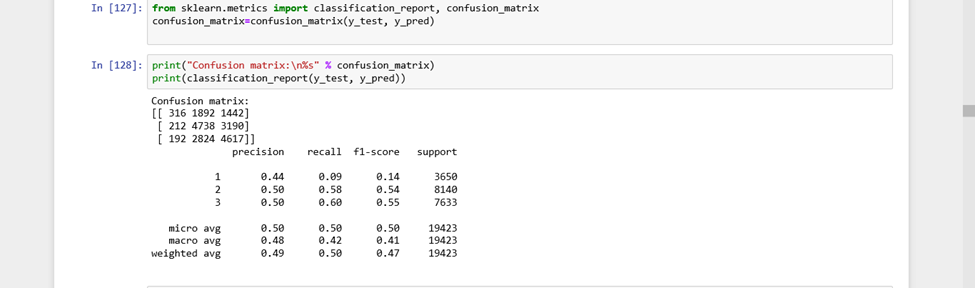 In [127]: from sklearn.metrics import classification_report, confusion_matrix
confusion_matrix=confusion_matrix(y_test, y_pred)
In [128]: print("Confusion matrix:\n%s" % confusion_matrix)
print(classification_report(y_test, y_pred))
Confusion matrix:
[[ 316 1892 1442]
[ 212 4738 3190]
[ 192 2824 4617]]
precision recall f1-score support
1 0.44 0.09 0.14 3650
2 0.50 0.58 0.54 8140
3 0.50 0.60 0.55 7633
micro avg 0.50 0.50 0.50 19423
macro avg 0.48 0.42 0.41 19423
weighted avg 0.49 0.50 0.47 19423